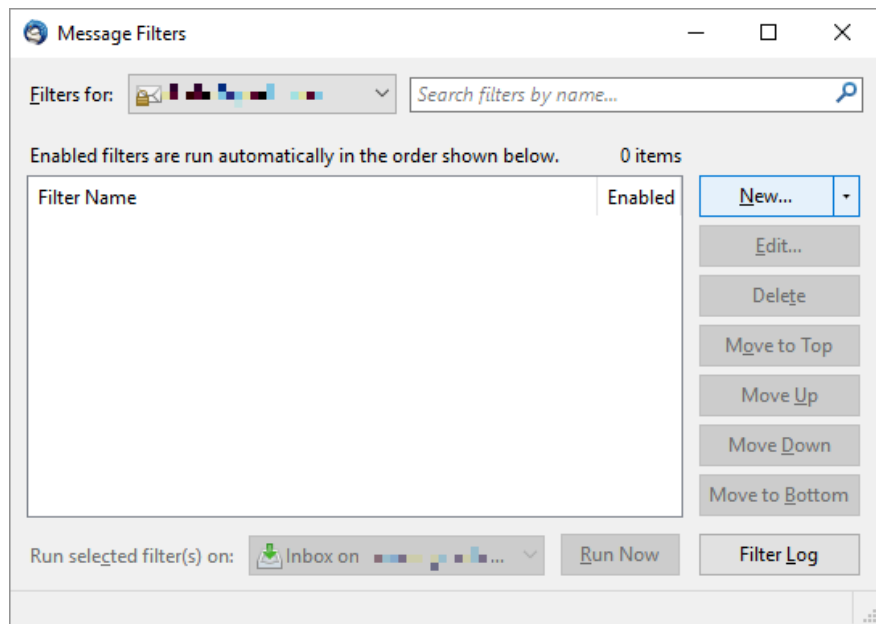 Message Filters
Filters for:
Search filters by name...
Enabled filters are run automatically in the order shown below. 0 items
Filter Name Enabled
New...
Edit...
Delete
Move to Top
Move Up
Move Down
Move to Bottom
Run selected filter(s) on: Inbox on ... Run Now Filter Log